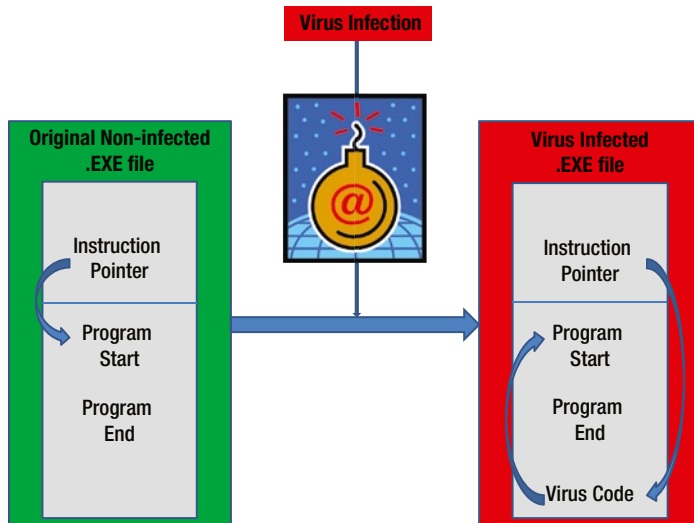 Virus Infection
Original Non-infected
.EXE file
Instruction
Pointer
Program
Start
Program
End
@
Virus Infected
.EXE file
Instruction
Pointer
Program
Start
Program
End
Virus Code